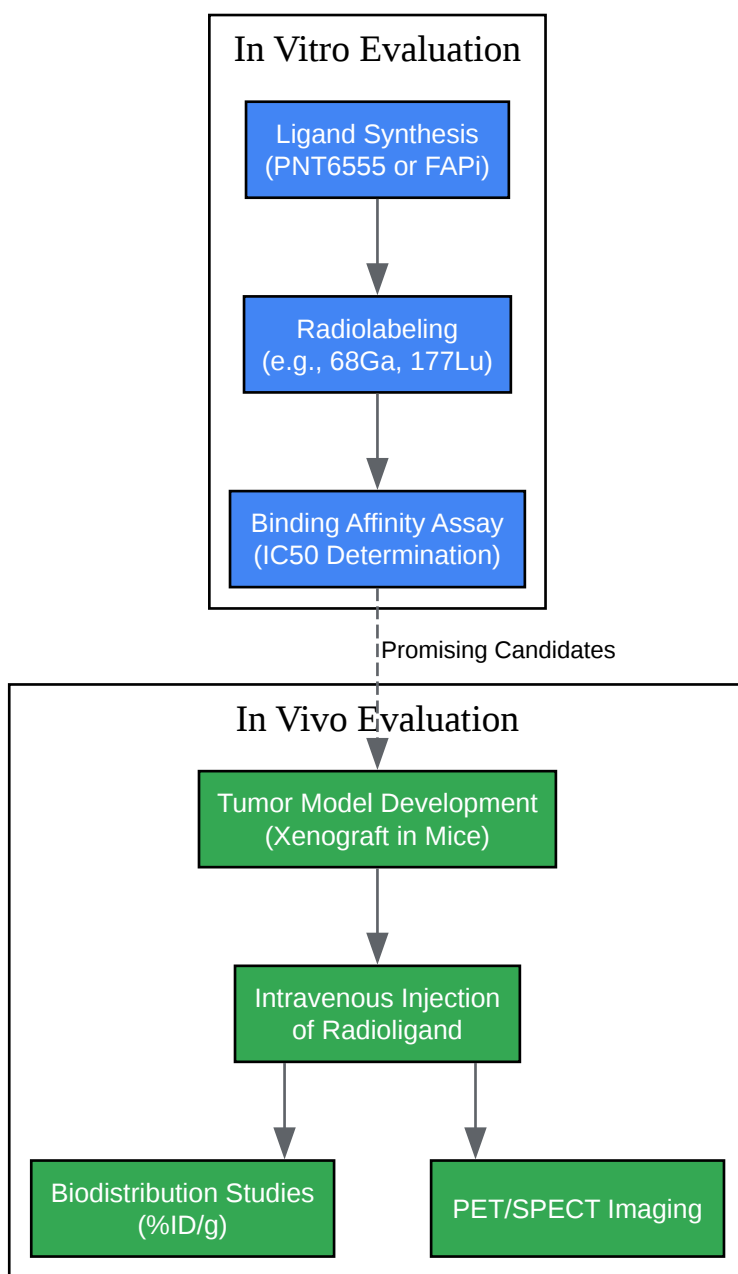 In Vitro Evaluation
Ligand Synthesis
(PNT6555 or FAPi)
Radiolabeling
(e.g., 68Ga, 177Lu)
Binding Affinity Assay
(IC50 Determination)
Promising Candidates
In Vivo Evaluation
Tumor Model Development
(Xenograft in Mice)
Intravenous Injection
of Radioligand
Biodistribution Studies
(%ID/g)
PET/SPECT Imaging